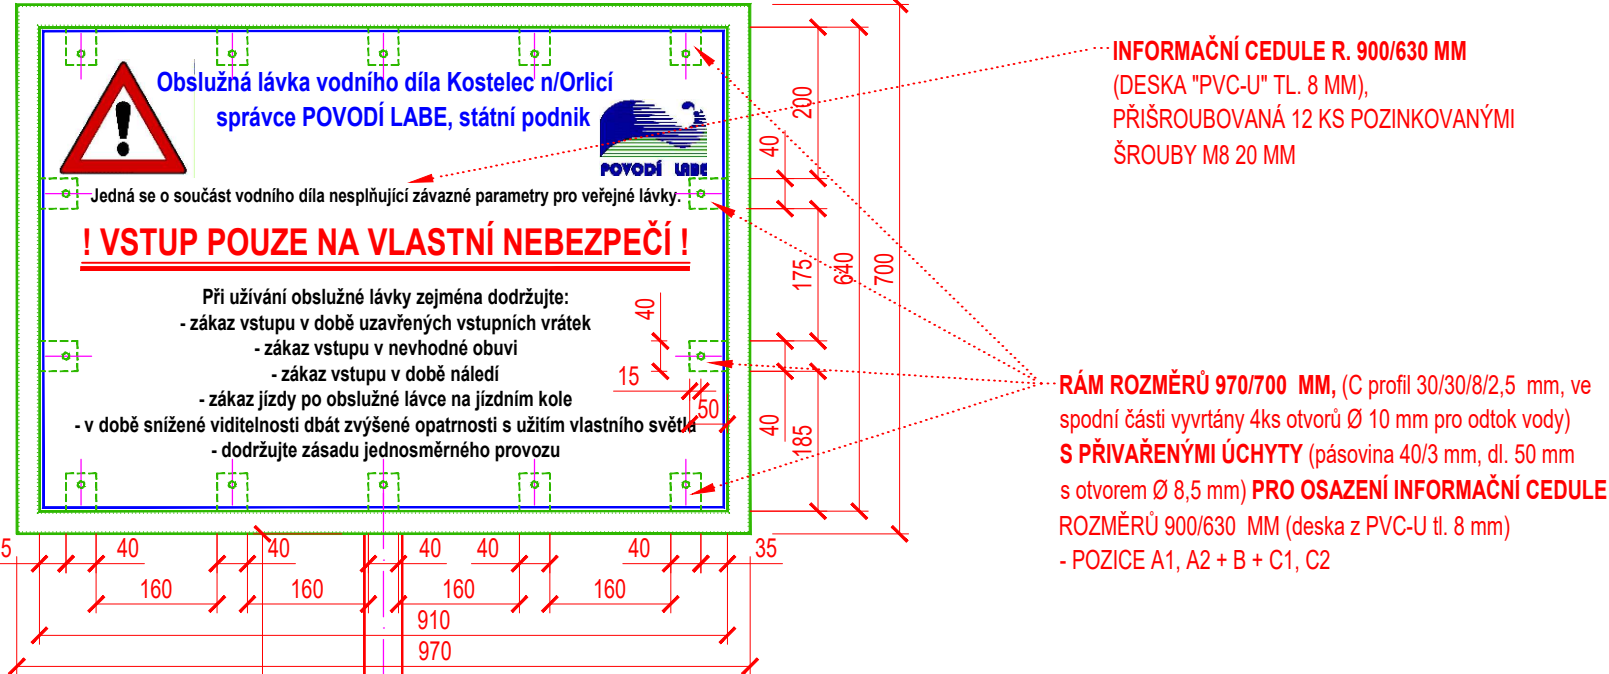 Obslužná lávka vodního díla Kostelec n/Orlicí
správce POVODÍ LABE, státní podnik
POVODÍ LABE
Jedná se o součást vodního díla nesplňující závazné parametry pro veřejné lávky.
! VSTUP POUZE NA VLASTNÍ NEBEZPEČÍ !
Při užívání obslužné lávky zejména dodržujte:
- zákaz vstupu v době uzavřených vstupních vrátek
- zákaz vstupu v nevhodné obuvi
- zákaz vstupu v době náledí
- zákaz jízdy po obslužné lávce na jízdním kole
- v době snížené viditelnosti dbát zvýšené opatrnosti s užitím vlastního světla
- dodržujte zásadu jednosměrného provozu
200
40
175
640
700
40
15
50
40
185
5
40
40
40
40
40
35
160
160
160
160
910
970
INFORMAČNÍ CEDULE R. 900/630 MM
(DESKA "PVC-U" TL. 8 MM),
PŘIŠROUBOVANÁ 12 KS POZINKOVANÝMI
ŠROUBY M8 20 MM
RÁM ROZMĚRŮ 970/700 MM, (C profil 30/30/8/2,5 mm, ve
spodní části vyvrtány 4ks otvorů Ø 10 mm pro odtok vody)
S PŘIVAŘENÝMI ÚCHYTY (pásovina 40/3 mm, dl. 50 mm
s otvorem Ø 8,5 mm) PRO OSAZENÍ INFORMAČNÍ CEDULE
ROZMĚRŮ 900/630 MM (deska z PVC-U tl. 8 mm)
- POZICE A1, A2 + B + C1, C2